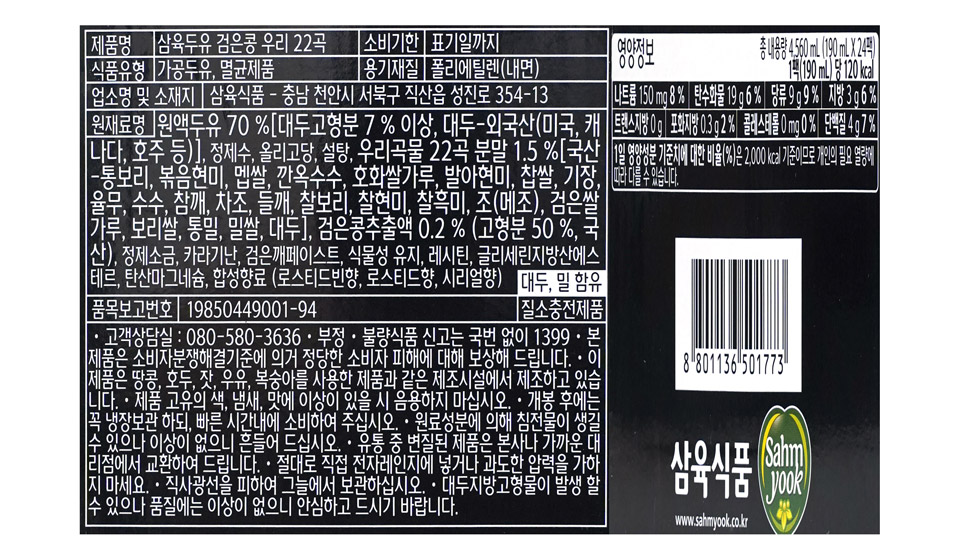 제품명 삼육두유 검은콩 우리 22곡 소비기한 표기일까지
식품유형 가공두유, 멸균제품 용기재질 폴리에틸렌(내면)
업소명 및 소재지 삼육식품 - 충남 천안시 서북구 직산읍 성진로 354-13
원재료명 원액두유 70 %[대두고형분 7 % 이상, 대두-외국산(미국, 캐
나다, 호주 등)], 정제수, 올리고당, 설탕, 우리곡물 22곡 분말 1.5 %[국산
-통보리, 볶음현미, 멥쌀, 깐옥수수, 호화쌀가루, 발아현미, 찹쌀, 기장,
율무, 수수, 참깨, 차조, 들깨, 찰보리, 찰현미, 찰흑미, 조(메조), 검은쌀
가루, 보리쌀, 통밀, 밀쌀, 대두], 검은콩추출액 0.2 % (고형분 50 %, 국
산), 정제소금, 카라기난, 검은깨페이스트, 식물성 유지, 레시틴, 글리세린지방산에스
테르, 탄산마그네슘, 합성향료 (로스티드빈향, 로스티드향, 시리얼향)
대두, 밀 함유
품목보고번호 19850449001-94 질소충전제품
• 고객상담실 : 080-580-3636 • 부정 • 불량식품 신고는 국번 없이 1399 • 본
제품은 소비자분쟁해결기준에 의거 정당한 소비자 피해에 대해 보상해 드립니다. • 이
제품은 땅콩, 호두, 잣, 우유, 복숭아를 사용한 제품과 같은 제조시설에서 제조하고 있습
니다. • 제품 고유의 색, 냄새, 맛에 이상이 있을 시 음용하지 마십시오. • 개봉 후에는
꼭 냉장보관 하되, 빠른 시간내에 소비하여 주십시오. • 원료성분에 의해 침전물이 생길
수 있으나 이상이 없으니 흔들어 드십시오. • 유통 중 변질된 제품은 본사나 가까운 대
리점에서 교환하여 드립니다. • 절대로 직접 전자레인지에 넣거나 과도한 압력을 가하
지 마세요. • 직사광선을 피하여 그늘에서 보관하십시오. • 대두지방고형물이 발생 할
수 있으나 품질에는 이상이 없으니 안심하고 드시기 바랍니다.
영양정보
총 내용량 4,560 mL (190 mL X 24팩)
1팩(190 mL) 당 120 kcal
나트륨 150 mg 8 % 탄수화물 19 g 6 % 당류 9 g 9 % 지방 3 g 6 %
트랜스지방 0 g 포화지방 0.3 g 2 % 콜레스테롤 0 mg 0 % 단백질 4 g 7 %
1일 영양성분 기준치에 대한 비율(%)은 2,000 kcal 기준이므로 개인의 필요 열량에
따라 다를 수 있습니다.
8 801136 501773
삼육식품
Sahm
yook
www.sahmyook.co.kr